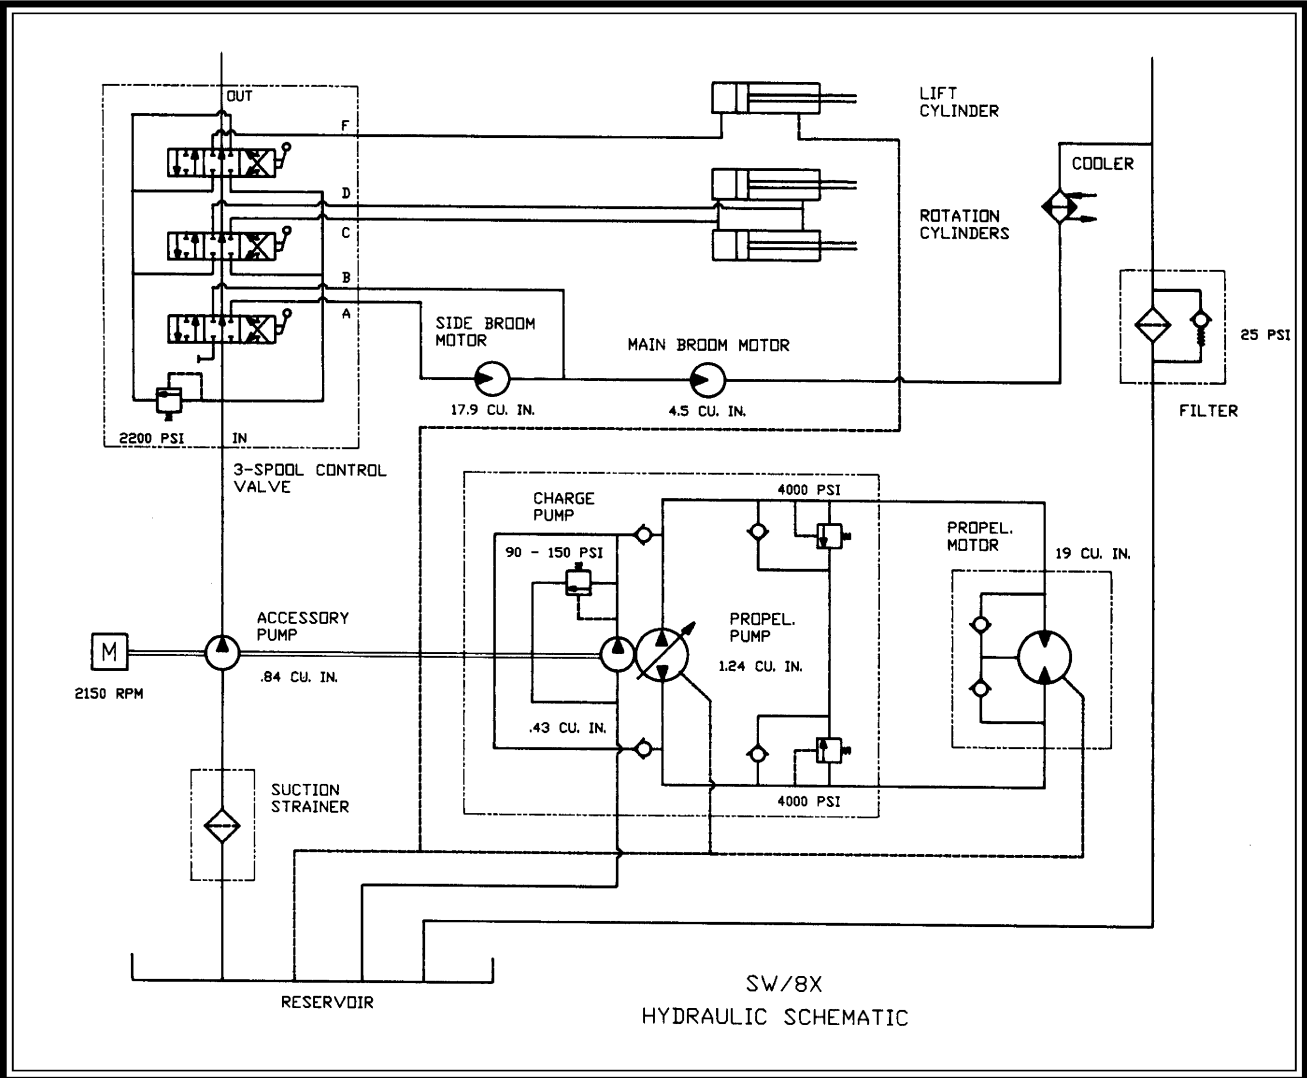 OUT
F
LIFT
CYLINDER
COOLER
D
C
ROTATION
CYLINDERS
B
A
SIDE BROOM
MOTOR
MAIN BROOM MOTOR
25 PSI
17.9 CU. IN.
4.5 CU. IN.
FILTER
2200 PSI
IN
3-SPOOL CONTROL
VALVE
4000 PSI
CHARGE
PUMP
PROPEL.
MOTOR
90 - 150 PSI
19 CU. IN.
ACCESSORY
PUMP
PROPEL.
PUMP
M
.84 CU. IN.
1.24 CU. IN.
2150 RPM
.43 CU. IN.
SUCTION
STRAINER
4000 PSI
RESERVOIR
SW/8X
HYDRAULIC SCHEMATIC